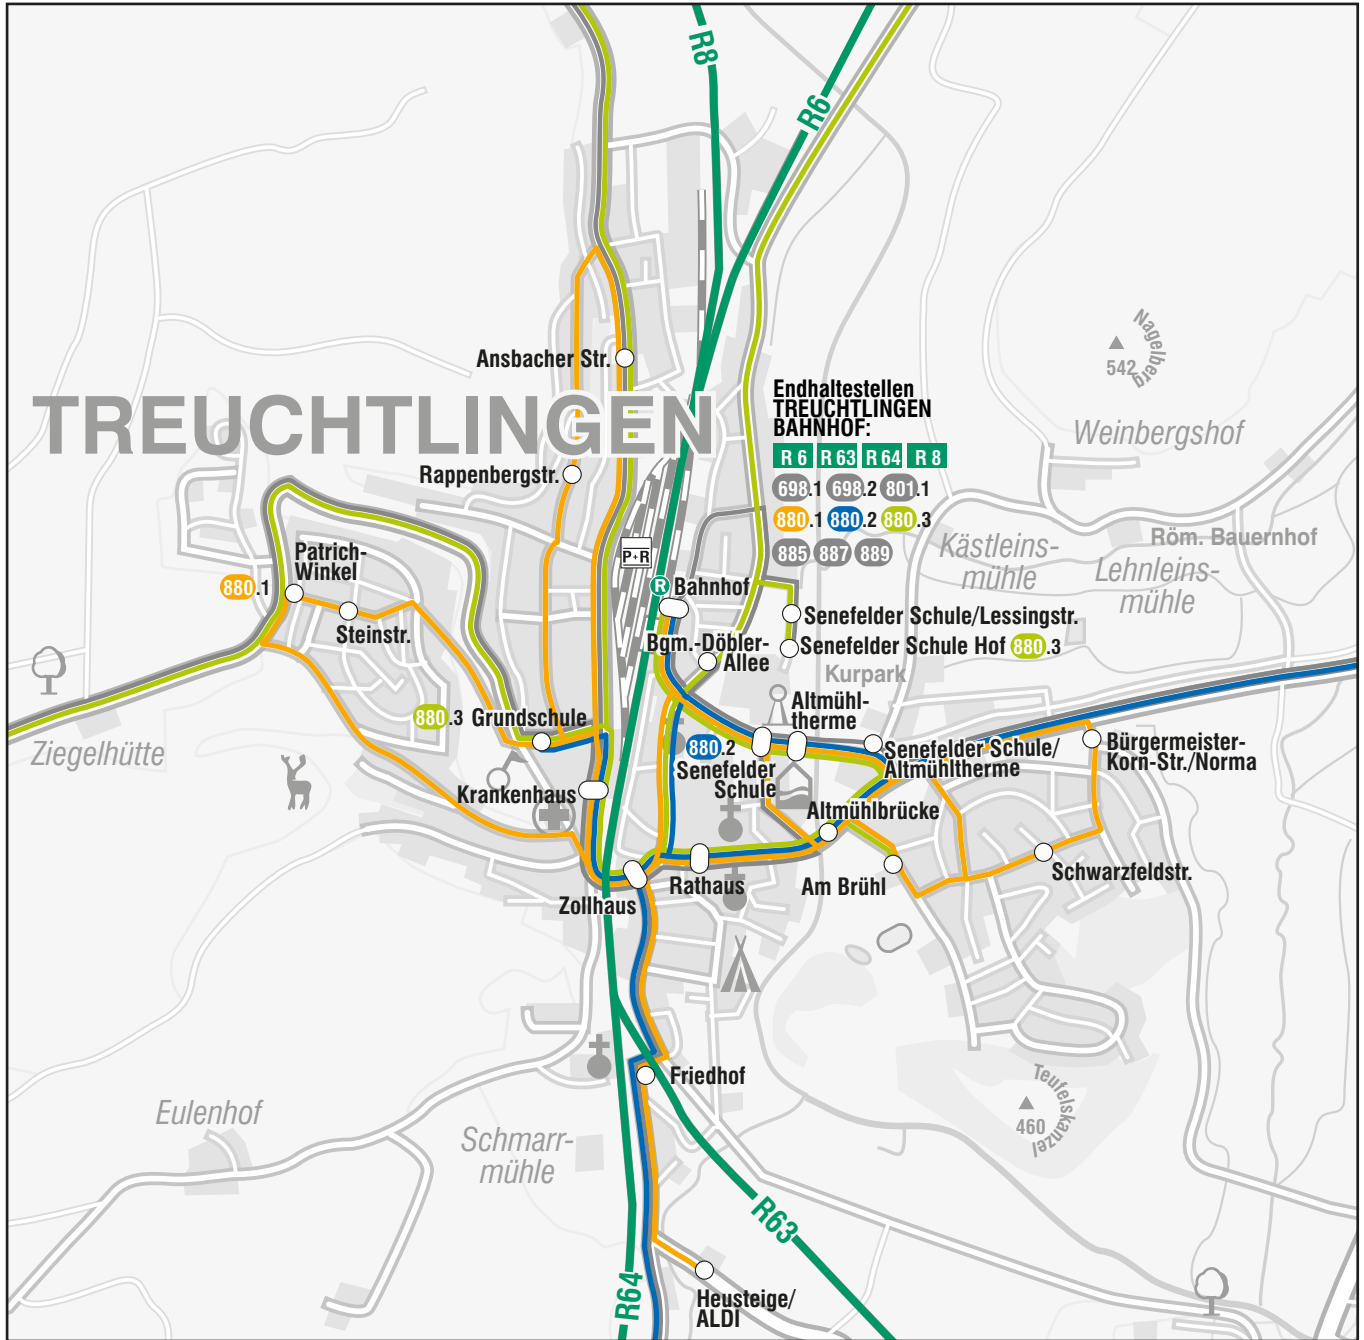 R8
R6
Ansbacher Str.
TREUCHTLINGEN
Nagelberg
542
Endhaltestellen
TREUCHTLINGEN
BAHNHOF:
R 6 R 63 R 64 R 8
698.1 698.2 801.1
880.1 880.2 880.3
885 887 889
Weinbergshof
Rappenbergstr.
P+R
Röm. Bauernhof
Kästleins-
mühle
Lehnleins-
mühle
Patrich-
Winkel
880.1
Steinstr.
R Bahnhof
Bgm.-Döbler-
Allee
Senefelder Schule/Lessingstr.
Senefelder Schule Hof 880.3
Kurpark
Altmühl-
therme
Ziegelhütte
880.3 Grundschule
880.2
Senefelder
Schule
Senefelder Schule/
Altmühltherme
Bürgermeister-
Korn-Str./Norma
Krankenhaus
Altmühlbrücke
Zollhaus
Rathaus
Am Brühl
Schwarzfeldstr.
Friedhof
Teufelskanzel
460
Eulenhof
Schmarr-
mühle
R63
R64
Heusteige/
ALDI